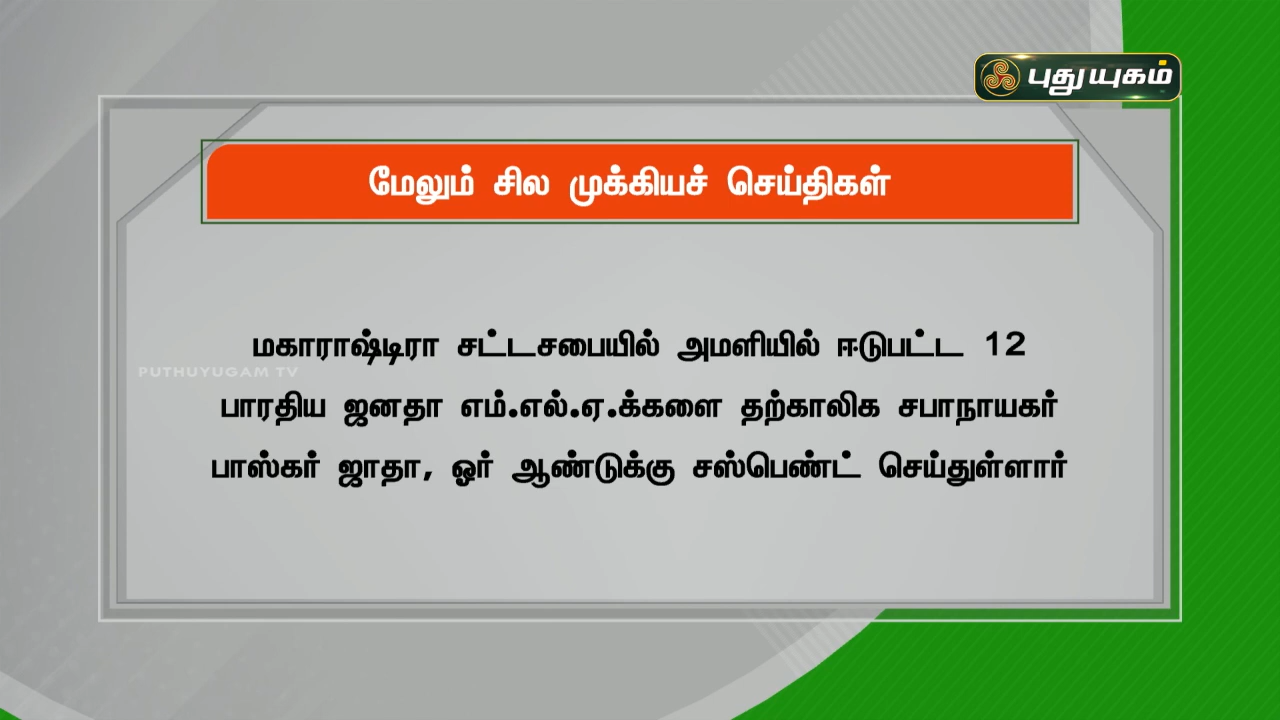 புதுயுகம்
மேலும் சில முக்கியச் செய்திகள்
மகாராஷ்டிரா சட்டசபையில் அமளியில் ஈடுபட்ட 12
PUTHUYUGAM TV
பாரதிய ஜனதா எம்.எல்.ஏ.க்களை தற்காலிக சபாநாயகர்
பாஸ்கர் ஜாதா, ஓர் ஆண்டுக்கு சஸ்பெண்ட் செய்துள்ளார்